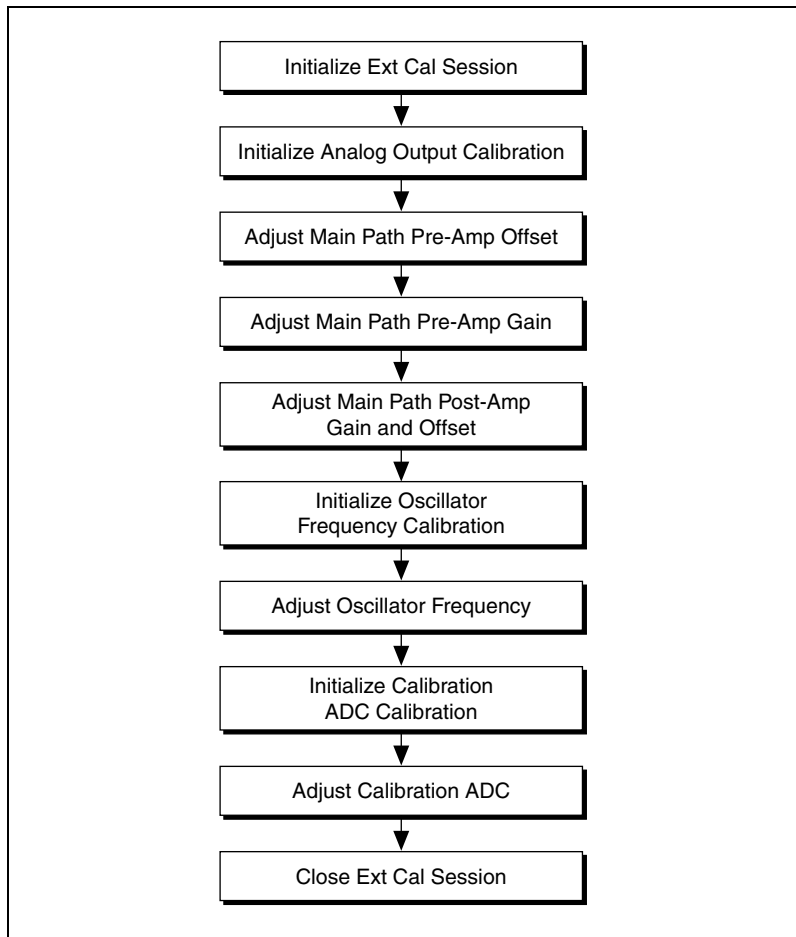 Initialize Ext Cal Session
Initialize Analog Output Calibration
Adjust Main Path Pre-Amp Offset
Adjust Main Path Pre-Amp Gain
Adjust Main Path Post-Amp
Gain and Offset
Initialize Oscillator
Frequency Calibration
Adjust Oscillator Frequency
Initialize Calibration
ADC Calibration
Adjust Calibration ADC
Close Ext Cal Session